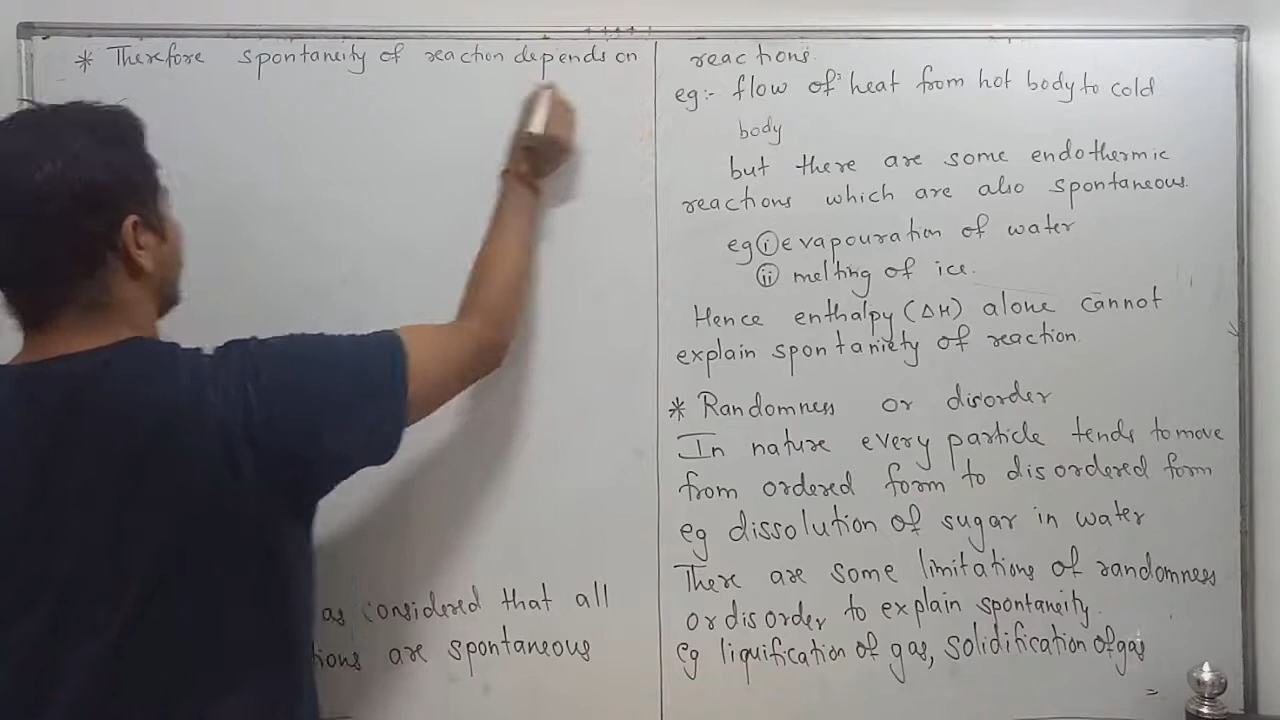 * Therefore spontaneity of reaction depends on
as considered that all
tions are spontaneous
reactions.
eg:- flow of heat from hot body to cold
body
but there are some endothermic
reactions which are also spontaneous.
eg (i) evapouration of water
(ii) melting of ice.
Hence enthalpy (ΔH) alone cannot
explain spontaniety of reaction.
* Randomness or disorder
In nature every particle tends to move
from ordered form to disordered form
eg dissolution of sugar in water
There are some limitations of randomness
or disorder to explain spontaneity.
eg liquification of gas, solidification of gas